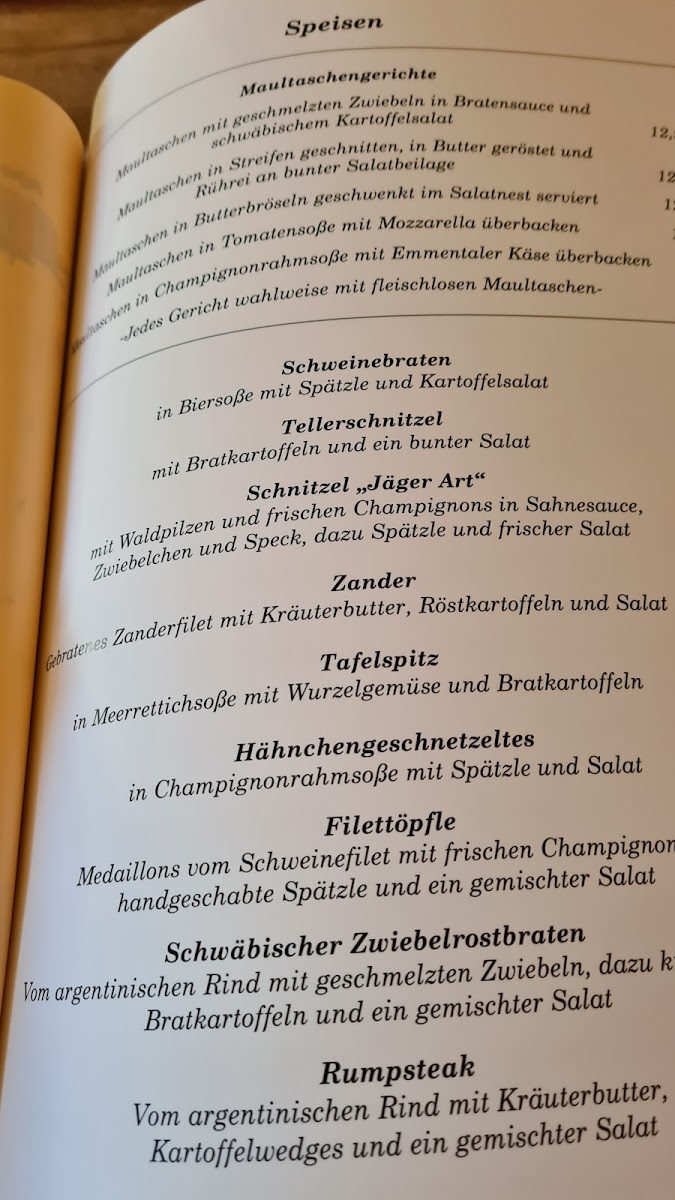 Speisen
Maultaschengerichte
Maultaschen mit geschmelzten Zwiebeln in Bratensauce und
schwäbischem Kartoffelsalat
12,
Maultaschen in Streifen geschnitten, in Butter geröstet und
Rührei an bunter Salatbeilage
12
Maultaschen in Butterbröseln geschwenkt im Salatnest serviert
Maultaschen in Tomatensoße mit Mozzarella überbacken
Maultaschen in Champignonrahmsoße mit Emmentaler Käse überbacken
-Jedes Gericht wahlweise mit fleischlosen Maultaschen-
Schweinebraten
in Biersoße mit Spätzle und Kartoffelsalat
Tellerschnitzel
mit Bratkartoffeln und ein bunter Salat
Schnitzel „Jäger Art“
mit Waldpilzen und frischen Champignons in Sahnesauce,
Zwiebelchen und Speck, dazu Spätzle und frischer Salat
Zander
Gebratenes Zanderfilet mit Kräuterbutter, Röstkartoffeln und Salat
Tafelspitz
in Meerrettichsoße mit Wurzelgemüse und Bratkartoffeln
Hähnchengeschnetzeltes
in Champignonrahmsoße mit Spätzle und Salat
Filettöpfle
Medaillons vom Schweinefilet mit frischen Champignon
handgeschabte Spätzle und ein gemischter Salat
Schwäbischer Zwiebelrostbraten
Vom argentinischen Rind mit geschmelzten Zwiebeln, dazu k
Bratkartoffeln und ein gemischter Salat
Rumpsteak
Vom argentinischen Rind mit Kräuterbutter,
Kartoffelwedges und ein gemischter Salat